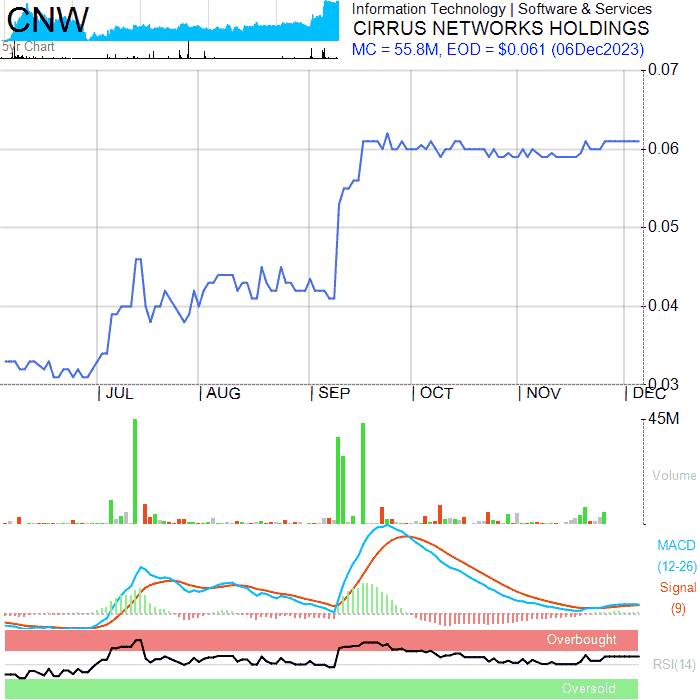 CNW
5yr Chart
Information Technology | Software & Services
CIRRUS NETWORKS HOLDINGS
MC = 55.8M, EOD = $0.061 (06Dec2023)
0.07
0.06
0.05
0.04
0.03
JUL
AUG
SEP
OCT
NOV
DEC
45M
Volume
MACD
(12-26)
Signal
(9)
Overbought
RSI(14)
Oversold